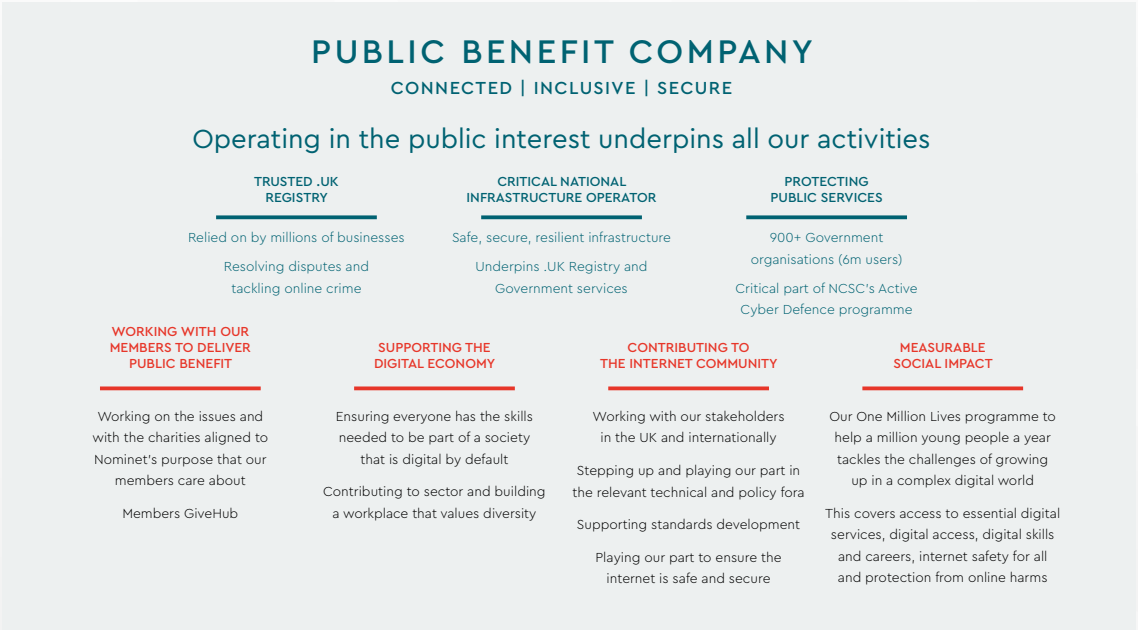 PUBLIC BENEFIT COMPANY
CONNECTED | INCLUSIVE | SECURE
Operating in the public interest underpins all our activities
TRUSTED .UK
REGISTRY
Relied on by millions of businesses
Resolving disputes and
tackling online crime
CRITICAL NATIONAL
INFRASTRUCTURE OPERATOR
Safe, secure, resilient infrastructure
Underpins .UK Registry and
Government services
PROTECTING
PUBLIC SERVICES
900+ Government
organisations (6m users)
Critical part of NCSC's Active
Cyber Defence programme
WORKING WITH OUR
MEMBERS TO DELIVER
PUBLIC BENEFIT
Working on the issues and
with the charities aligned to
Nominet's purpose that our
members care about
Members GiveHub
SUPPORTING THE
DIGITAL ECONOMY
Ensuring everyone has the skills
needed to be part of a society
that is digital by default
Contributing to sector and building
a workplace that values diversity
CONTRIBUTING TO
THE INTERNET COMMUNITY
Working with our stakeholders
in the UK and internationally
Stepping up and playing our part in
the relevant technical and policy fora
Supporting standards development
Playing our part to ensure the
internet is safe and secure
MEASURABLE
SOCIAL IMPACT
Our One Million Lives programme to
help a million young people a year
tackles the challenges of growing
up in a complex digital world
This covers access to essential digital
services, digital access, digital skills
and careers, internet safety for all
and protection from online harms